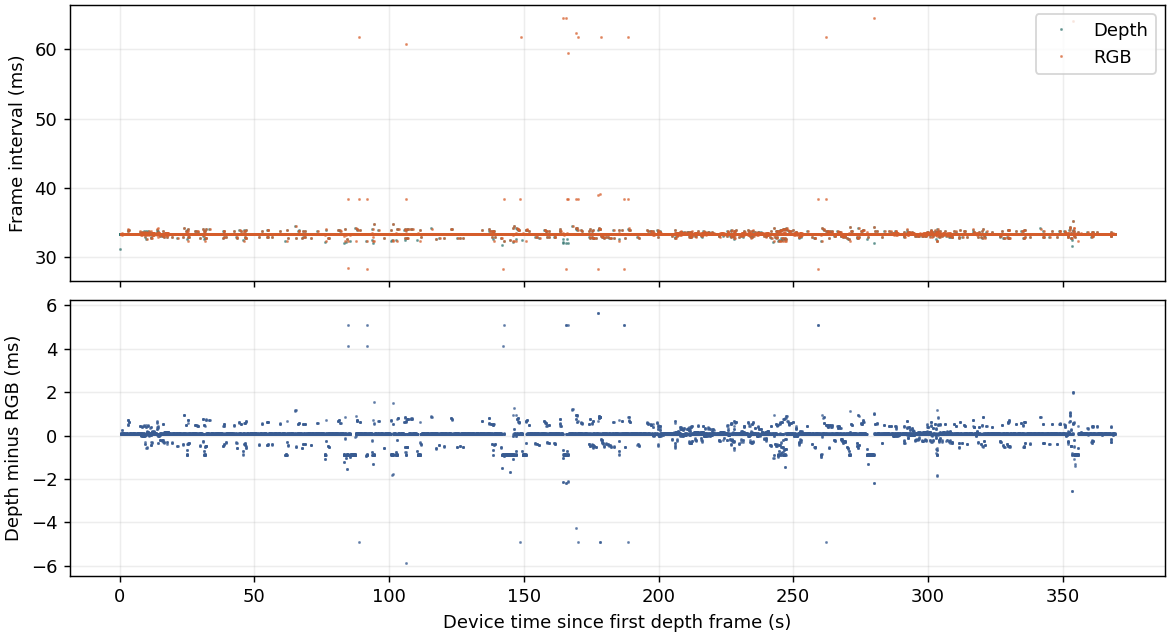 Frame interval (ms)
60
50
40
30
Depth
RGB
Depth minus RGB (ms)
6
4
2
0
−2
−4
−6
0 50 100 150 200 250 300 350
Device time since first depth frame (s)